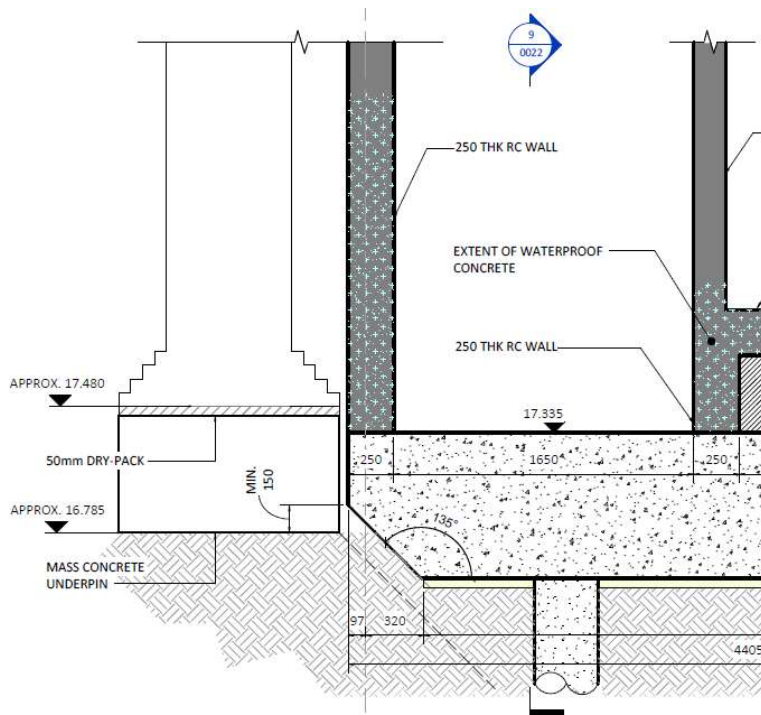 9
0022
250 THK RC WALL
EXTENT OF WATERPROOF
CONCRETE
250 THK RC WALL
APPROX. 17.480
17.335
50mm DRY-PACK
MIN.
150
250
1650
250
APPROX. 16.785
135°
MASS CONCRETE
UNDERPIN
97
320
4405